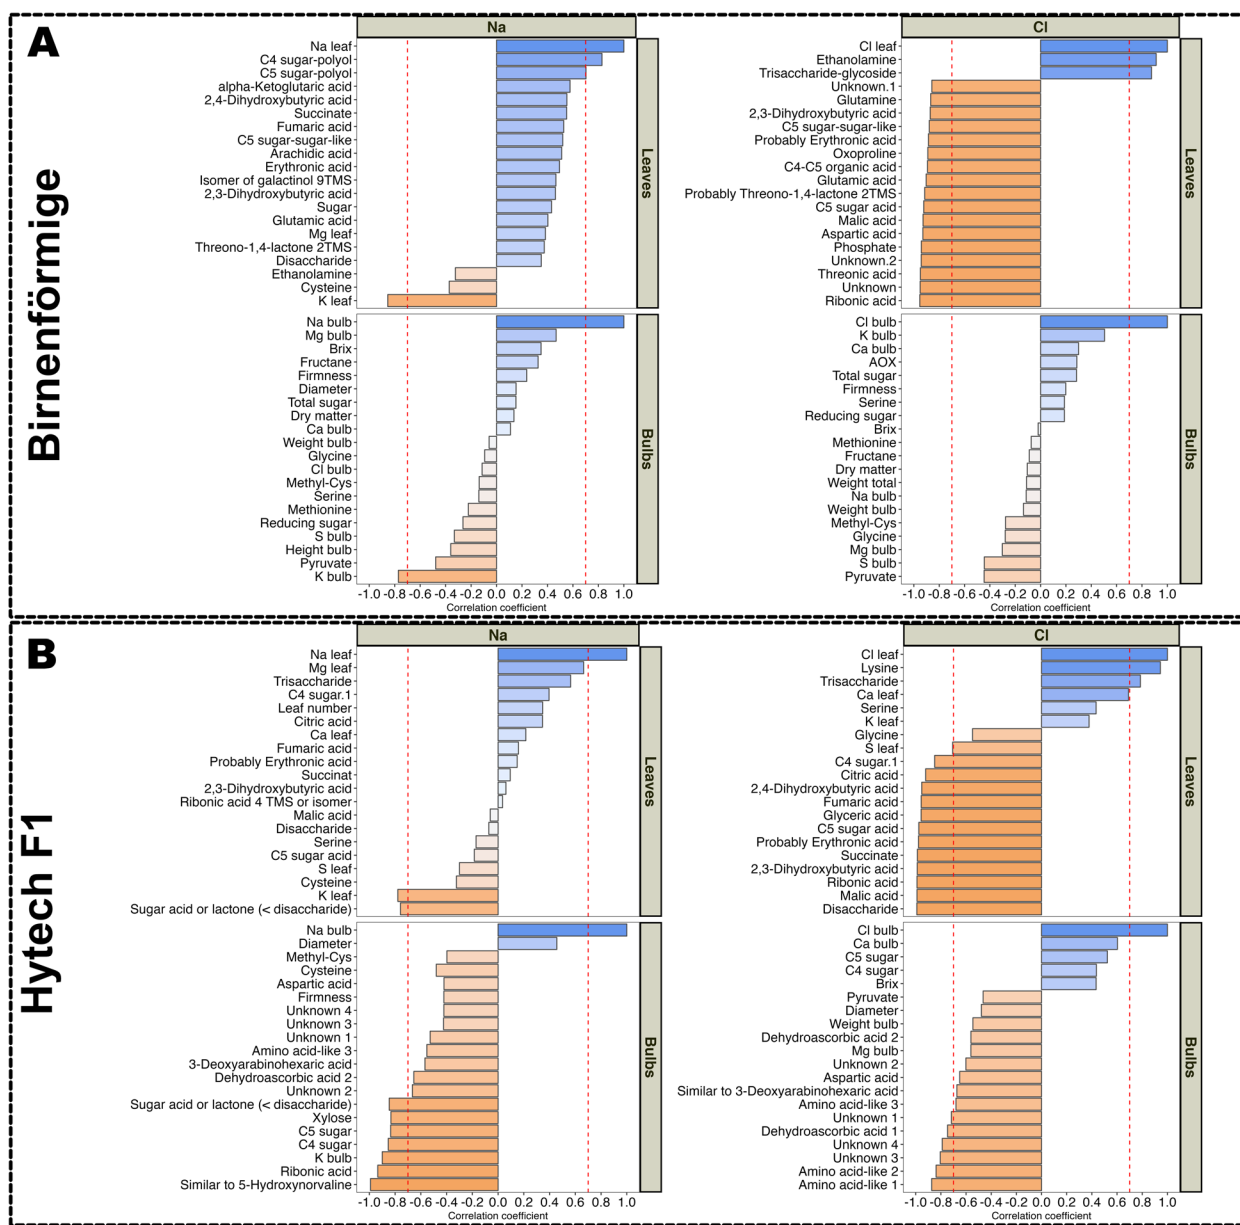 A
Birnenförmige
Na
Na leaf
C4 sugar-polyol
C5 sugar-polyol
alpha-Ketoglutaric acid
2,4-Dihydroxybutyric acid
Succinate
Fumaric acid
C5 sugar-sugar-like
Arachidic acid
Erythronic acid
Isomer of galactinol 9TMS
2,3-Dihydroxybutyric acid
Sugar
Glutamic acid
Mg leaf
Threono-1,4-lactone 2TMS
Disaccharide
Ethanolamine
Cysteine
K leaf
Leaves
Na bulb
Mg bulb
Brix
Fructane
Firmness
Diameter
Total sugar
Dry matter
Ca bulb
Weight bulb
Glycine
Cl bulb
Methyl-Cys
Serine
Methionine
Reducing sugar
S bulb
Height bulb
Pyruvate
K bulb
Bulbs
-1.0 -0.8 -0.6 -0.4 -0.2 0.0 0.2 0.4 0.6 0.8 1.0
Correlation coefficient
Cl
Cl leaf
Ethanolamine
Trisaccharide-glycoside
Unknown.1
Glutamine
2,3-Dihydroxybutyric acid
C5 sugar-sugar-like
Probably Erythronic acid
Oxoproline
C4-C5 organic acid
Glutamic acid
Probably Threono-1,4-lactone 2TMS
C5 sugar acid
Malic acid
Aspartic acid
Phosphate
Unknown.2
Threonic acid
Unknown
Ribonic acid
Leaves
Cl bulb
K bulb
Ca bulb
AOX
Total sugar
Firmness
Serine
Reducing sugar
Brix
Methionine
Fructane
Dry matter
Weight total
Na bulb
Weight bulb
Methyl-Cys
Glycine
Mg bulb
S bulb
Pyruvate
Bulbs
-1.0 -0.8 -0.6 -0.4 -0.2 0.0 0.2 0.4 0.6 0.8 1.0
Correlation coefficient
B
Hytech F1
Na
Na leaf
Mg leaf
Trisaccharide
C4 sugar.1
Leaf number
Citric acid
Ca leaf
Fumaric acid
Probably Erythronic acid
Succinat
2,3-Dihydroxybutyric acid
Ribonic acid 4 TMS or isomer
Malic acid
Disaccharide
Serine
C5 sugar acid
S leaf
Cysteine
K leaf
Sugar acid or lactone (< disaccharide)
Leaves
Na bulb
Diameter
Methyl-Cys
Cysteine
Aspartic acid
Firmness
Unknown 4
Unknown 3
Unknown 1
Amino acid-like 3
3-Deoxyarabinohexaric acid
Dehydroascorbic acid 2
Unknown 2
Sugar acid or lactone (< disaccharide)
Xylose
C5 sugar
C4 sugar
K bulb
Ribonic acid
Similar to 5-Hydroxynorvaline
Bulbs
-1.0 -0.8 -0.6 -0.4 -0.2 0.0 0.2 0.4 0.6 0.8 1.0
Correlation coefficient
Cl
Cl leaf
Lysine
Trisaccharide
Ca leaf
Serine
K leaf
Glycine
S leaf
C4 sugar.1
Citric acid
2,4-Dihydroxybutyric acid
Fumaric acid
Glyceric acid
C5 sugar acid
Probably Erythronic acid
Succinate
2,3-Dihydroxybutyric acid
Ribonic acid
Malic acid
Disaccharide
Leaves
Cl bulb
Ca bulb
C5 sugar
C4 sugar
Brix
Pyruvate
Diameter
Weight bulb
Dehydroascorbic acid 2
Mg bulb
Unknown 2
Aspartic acid
Similar to 3-Deoxyarabinohexaric acid
Amino acid-like 3
Unknown 1
Dehydroascorbic acid 1
Unknown 4
Unknown 3
Amino acid-like 2
Amino acid-like 1
Bulbs
-1.0 -0.8 -0.6 -0.4 -0.2 0.0 0.2 0.4 0.6 0.8 1.0
Correlation coefficient